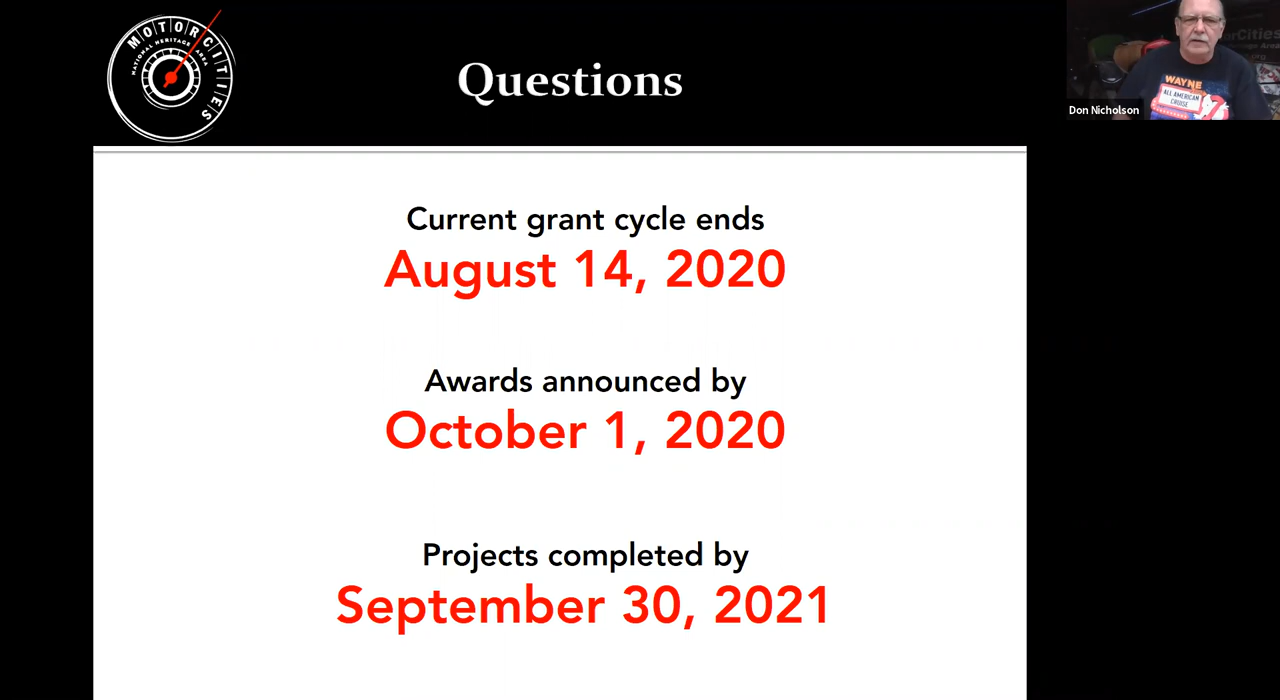 MOTORCITIES
NATIONAL HERITAGE AREA
Questions
Don Nicholson
WAYNE
ALL AMERICAN
CRUISE
Current grant cycle ends
August 14, 2020
Awards announced by
October 1, 2020
Projects completed by
September 30, 2021